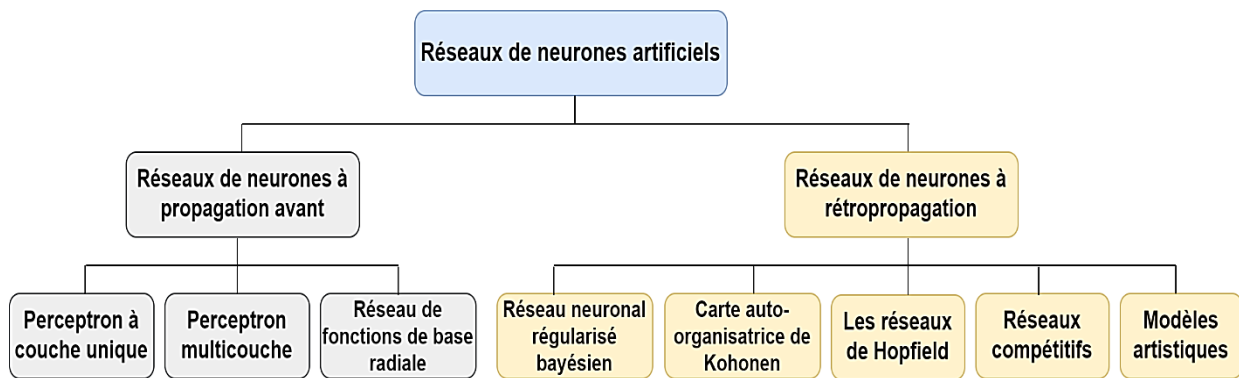 Réseaux de neurones artificiels
Réseaux de neurones à
propagation avant
Réseaux de neurones à
rétropropagation
Perceptron à
couche unique
Perceptron
multicouche
Réseau de
fonctions de base
radiale
Réseau neuronal
régularisé
bayésien
Carte auto-
organisatrice de
Kohonen
Les réseaux
de Hopfield
Réseaux
compétitifs
Modèles
artistiques